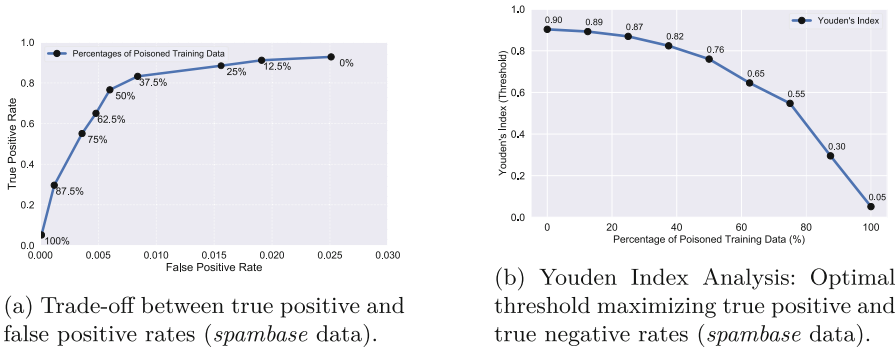 1.0
0.8
0.6
0.4
0.2
0.0
True Positive Rate
Percentages of Poisoned Training Data
0%
12.5%
25%
37.5%
50%
62.5%
75%
87.5%
100%
0.000 0.005 0.010 0.015 0.020 0.025 0.030
False Positive Rate
(a) Trade-off between true positive and
false positive rates (spambase data).
1.0
0,8
0,6
0,4
0,2
0.0
Youden's Index (Threshold)
Youden's Index
0.90
0.89
0.87
0.82
0.76
0.65
0.55
0.30
0.05
0 20 40 60 80 100
Percentage of Poisoned Training Data (%)
(b) Youden Index Analysis: Optimal
threshold maximizing true positive and
true negative rates (spambase data).